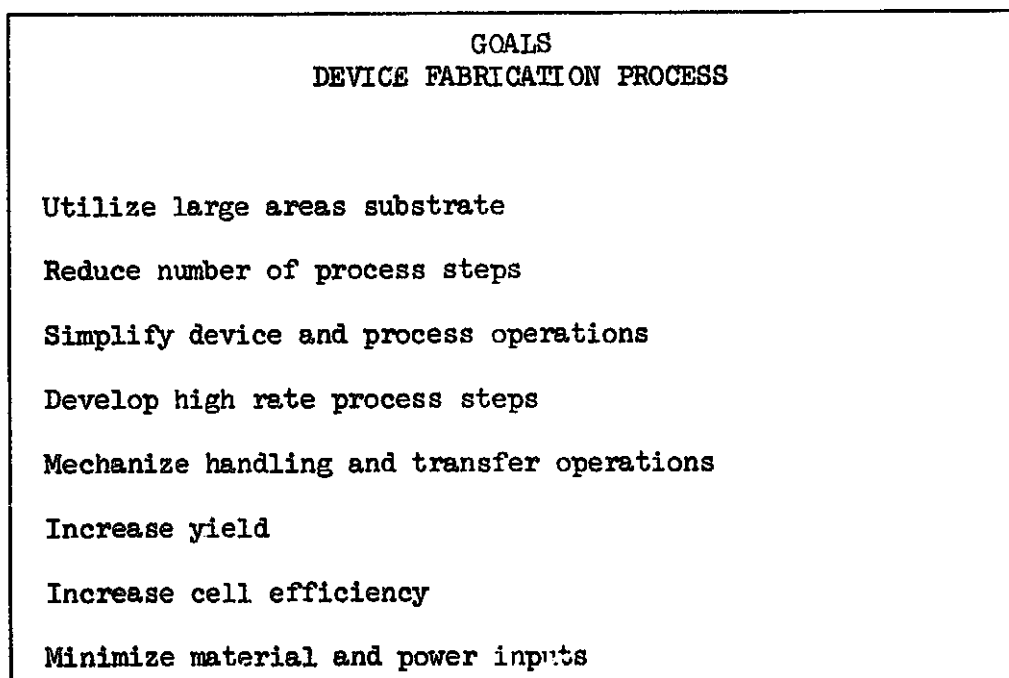 GOALS
DEVICE FABRICATION PROCESS
Utilize large areas substrate
Reduce number of process steps
Simplify device and process operations
Develop high rate process steps
Mechanize handling and transfer operations
Increase yield
Increase cell efficiency
Minimize material and power inputs